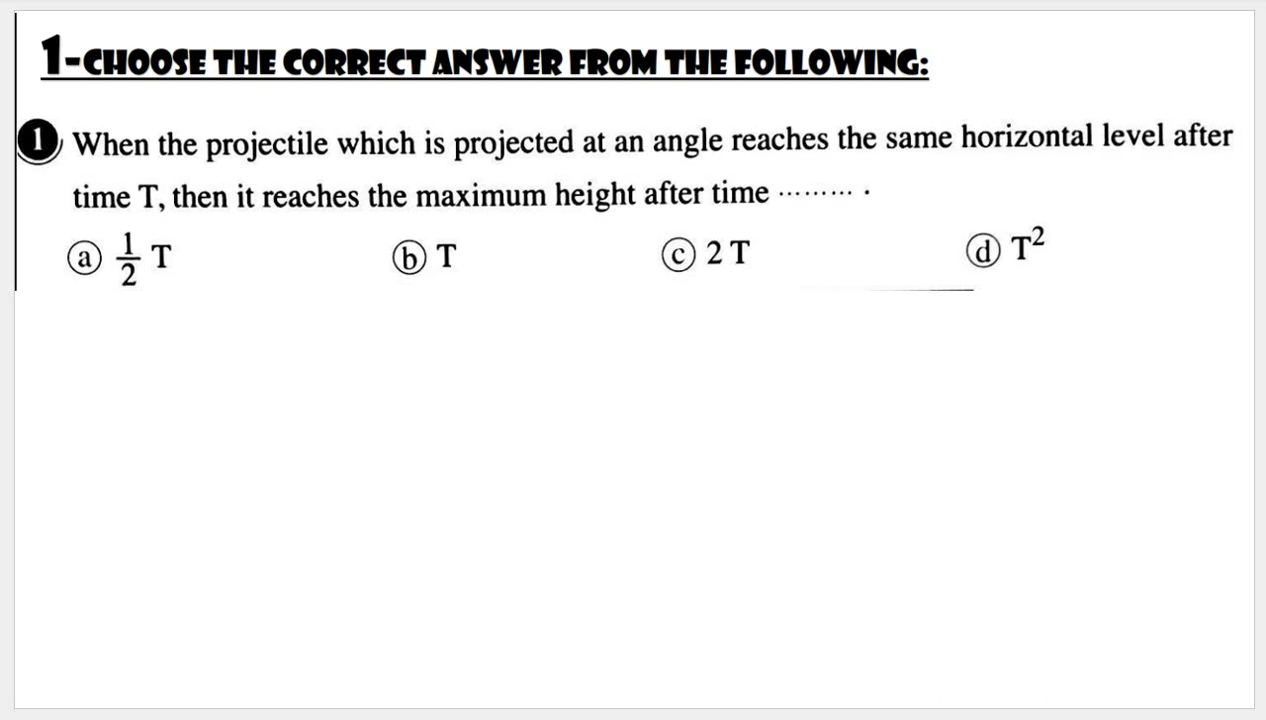 1-CHOOSE THE CORRECT ANSWER FROM THE FOLLOWING:
1 When the projectile which is projected at an angle reaches the same horizontal level after
time T, then it reaches the maximum height after time ......... .
ⓐ 1/2 T ⓑ T ⓒ 2 T ⓓ T²